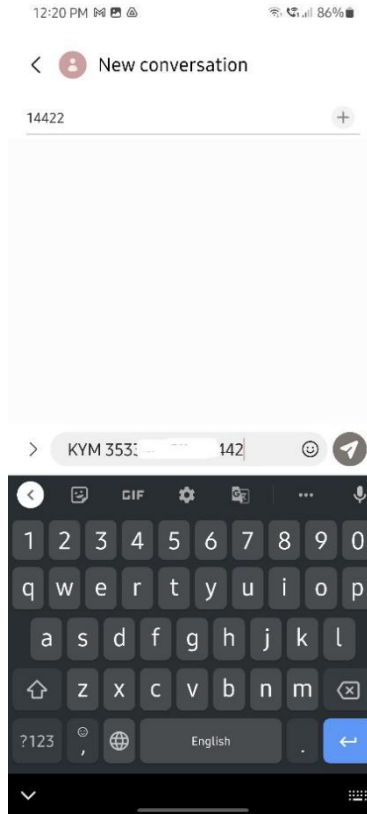 12:20 PM 86%
New conversation
14422
+
KYM 353 442
GIF
1 2 3 4 5 6 7 8 9 0
q w e r t y u i o p
a s d f g h j k l
z x c v b n m
?123 , English .